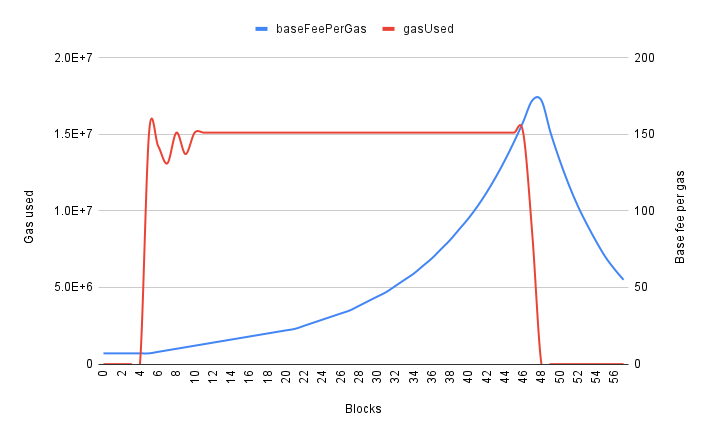 baseFeePerGas gasUsed
2.0E+7 200
1.5E+7 150
1.0E+7 100
5.0E+6 50
0 0
Gas used
Base fee per gas
0 2 4 6 8 10 12 14 16 18 20 21 22 24 26 28 30 32 34 36 38 40 42 44 46 48 50 52 54 56
Blocks